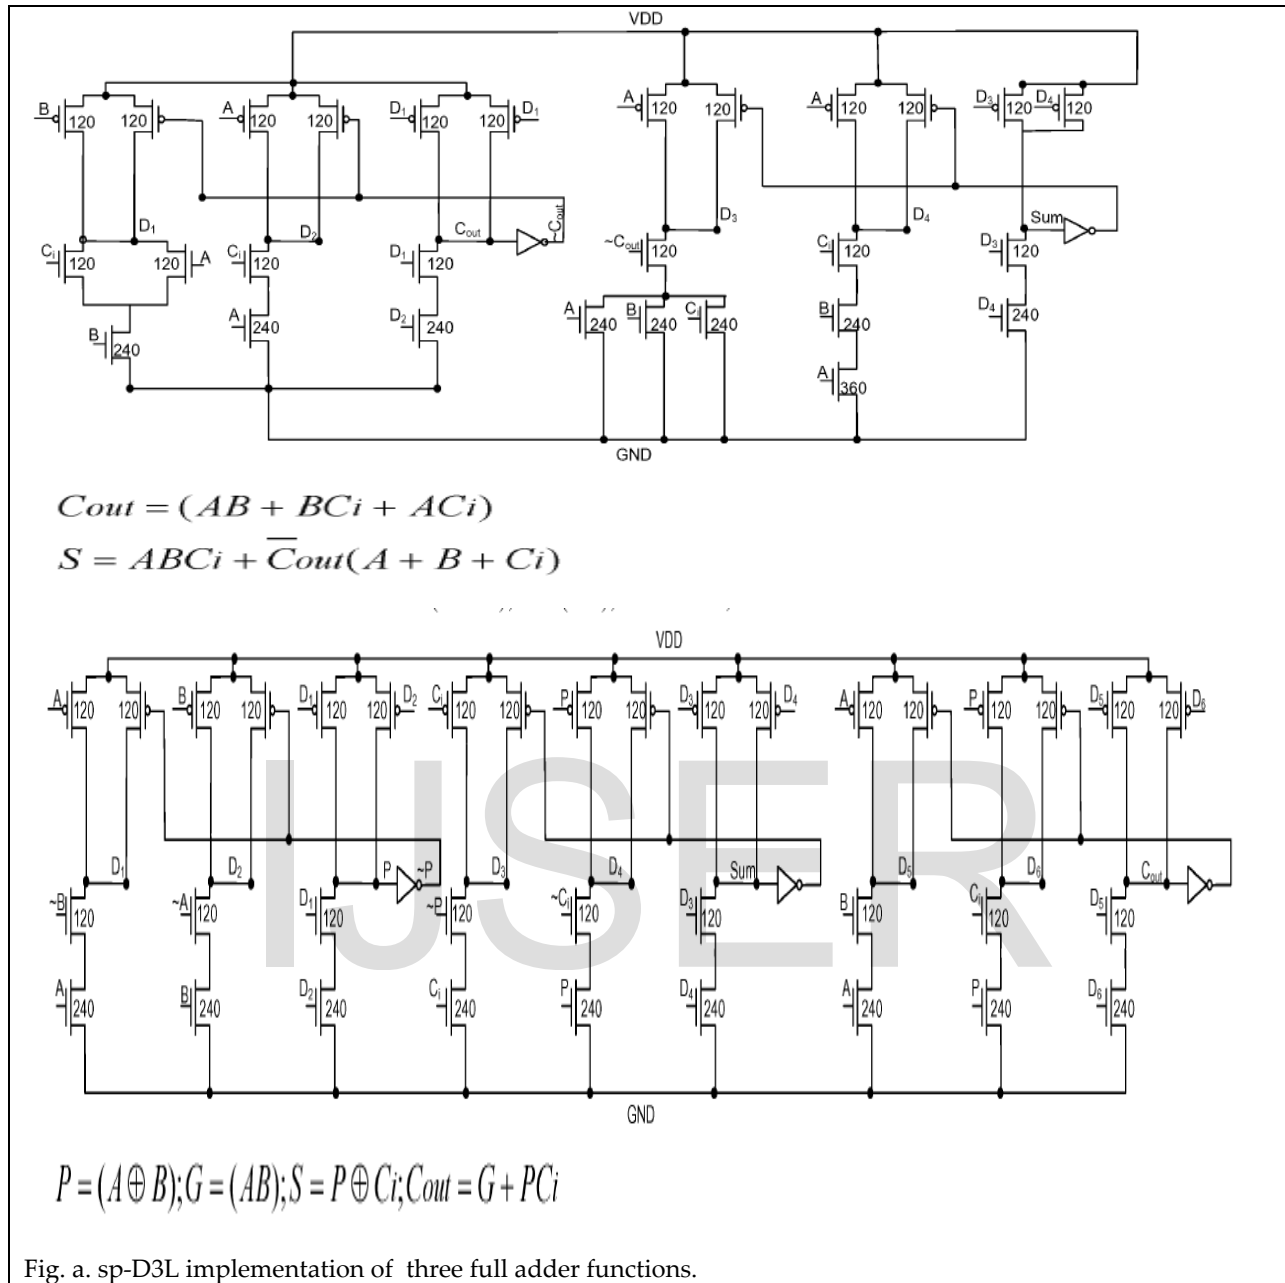 VDD
B 120 120 A 120 120 D1 120 120 D1 A 120 120 A 120 120 D3 120 D4 120
D1 D2 Cout ~Cout D3 D4 Sum
Ci 120 120 A Ci 120 D1 120 ~Cout 120 Ci 120 D3 120
B 240 A 240 D2 240 A 240 B 240 Ci 240 B 240 D4 240
A 360
GND
Cout = (AB + BCi + ACi)
S = ABCi + C̅out(A + B + Ci)
VDD
A 120 120 B 120 120 D1 120 120 D2 Ci 120 120 P 120 120 D3 120 120 D4 A 120 120 P 120 120 D5 120 120 D6
D1 D2 P ~P D3 D4 Sum D5 D6 Cout
~B 120 ~A 120 D1 120 ~P 120 ~Ci 120 D3 120 B 120 Ci 120 D5 120
A 240 B 240 D2 240 Ci 240 P 240 D4 240 A 240 P 240 D6 240
IJSER
GND
P = (A ⊕ B); G = (AB); S = P ⊕ Ci; Cout = G + PCi
Fig. a. sp-D3L implementation of three full adder functions.